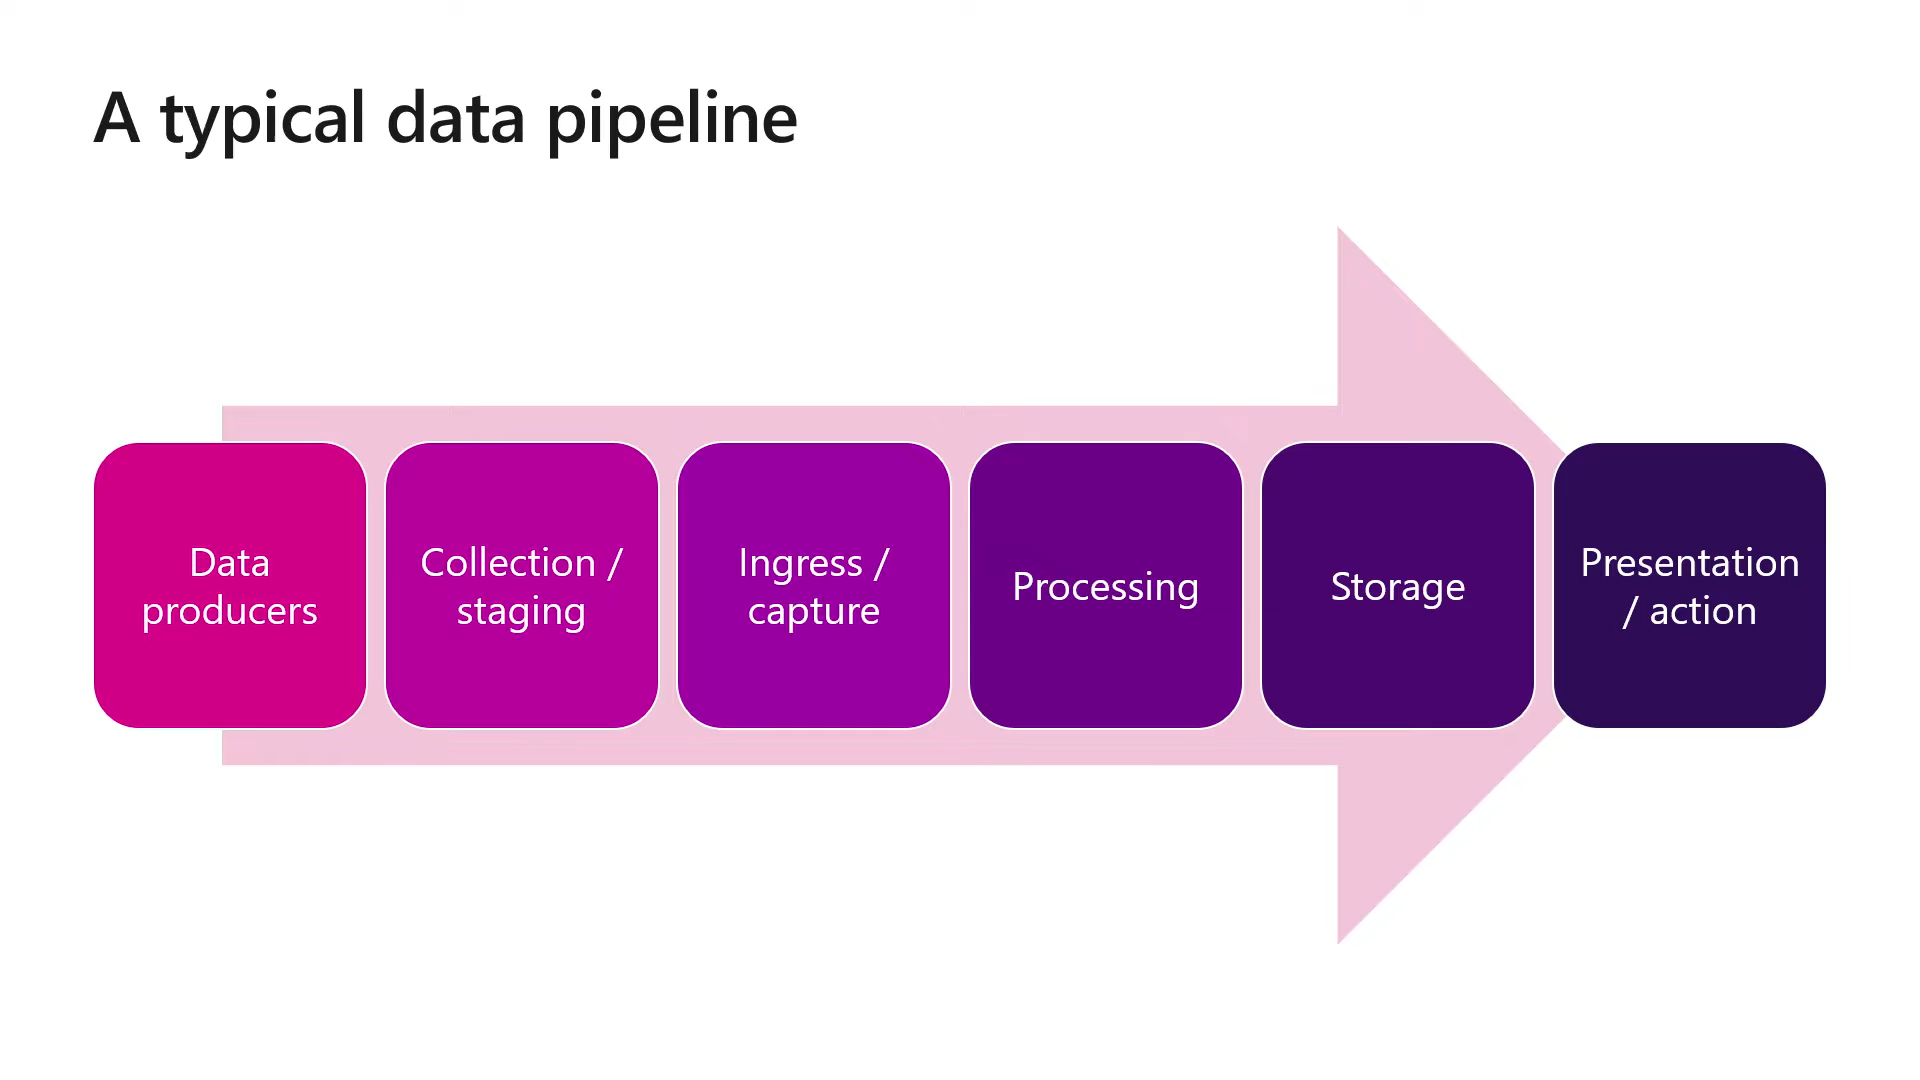 A typical data pipeline
Data
producers
Collection /
staging
Ingress /
capture
Processing
Storage
Presentation
/ action